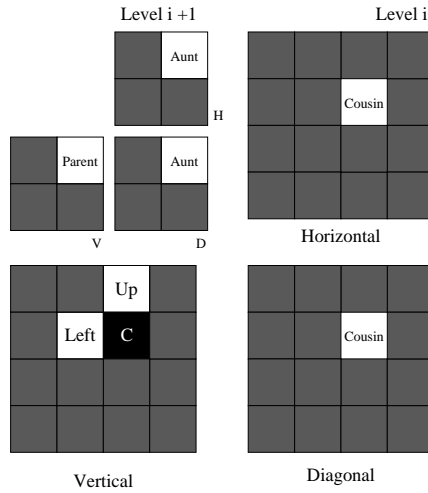 Level i +1
Level i
Aunt
Cousin
H
Parent
Aunt
V
D
Horizontal
Up
Left
C
Cousin
Vertical
Diagonal